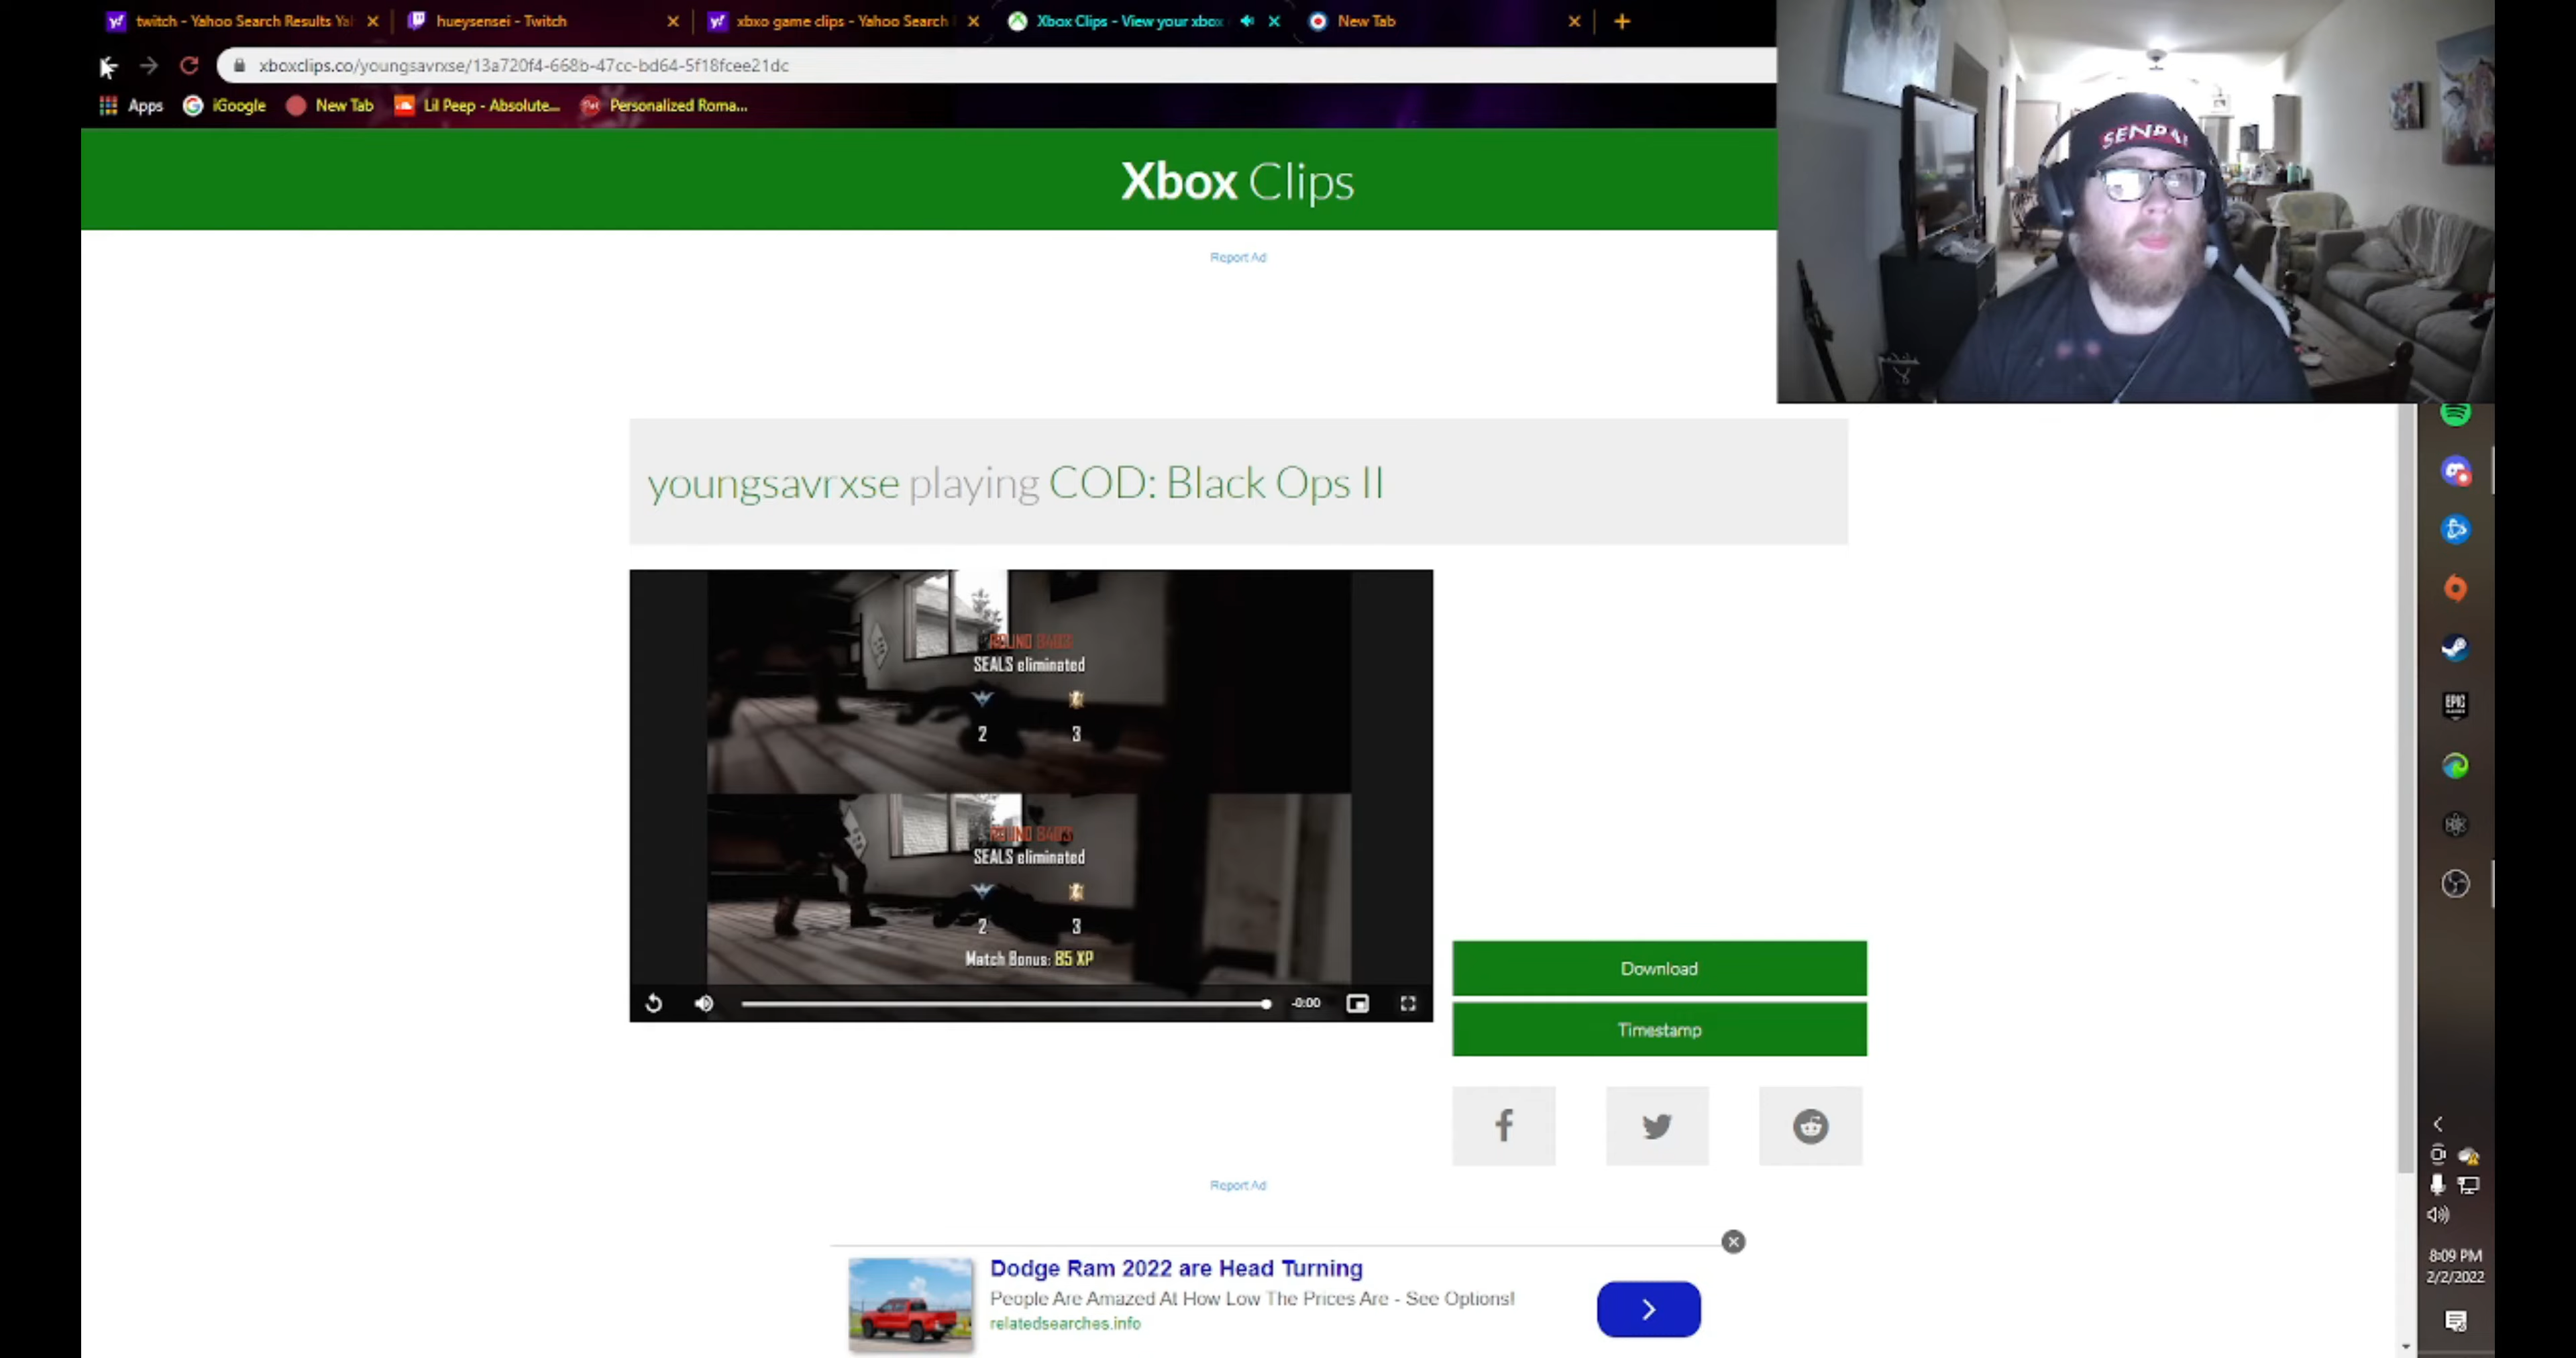 twitch - Yahoo Search Results Yal
hueysensei - Twitch
xbxo game clips - Yahoo Search
Xbox Clips - View your xbox
New Tab
xboxclips.co/youngsavrxse/13a720f4-668b-47cc-bd64-5f18fcee21dc
Apps
iGoogle
New Tab
Lil Peep - Absolute...
Personalized Roma...
Xbox Clips
SENPAI
Report Ad
youngsavrxse playing COD: Black Ops II
SEALS eliminated
2 3
SEALS eliminated
2 3
Match Bonus: 85 XP
-0:00
Download
Timestamp
Report Ad
Dodge Ram 2022 are Head Turning
People Are Amazed At How Low The Prices Are - See Options!
relatedsearches.info
EPIC
8:09 PM
2/2/2022